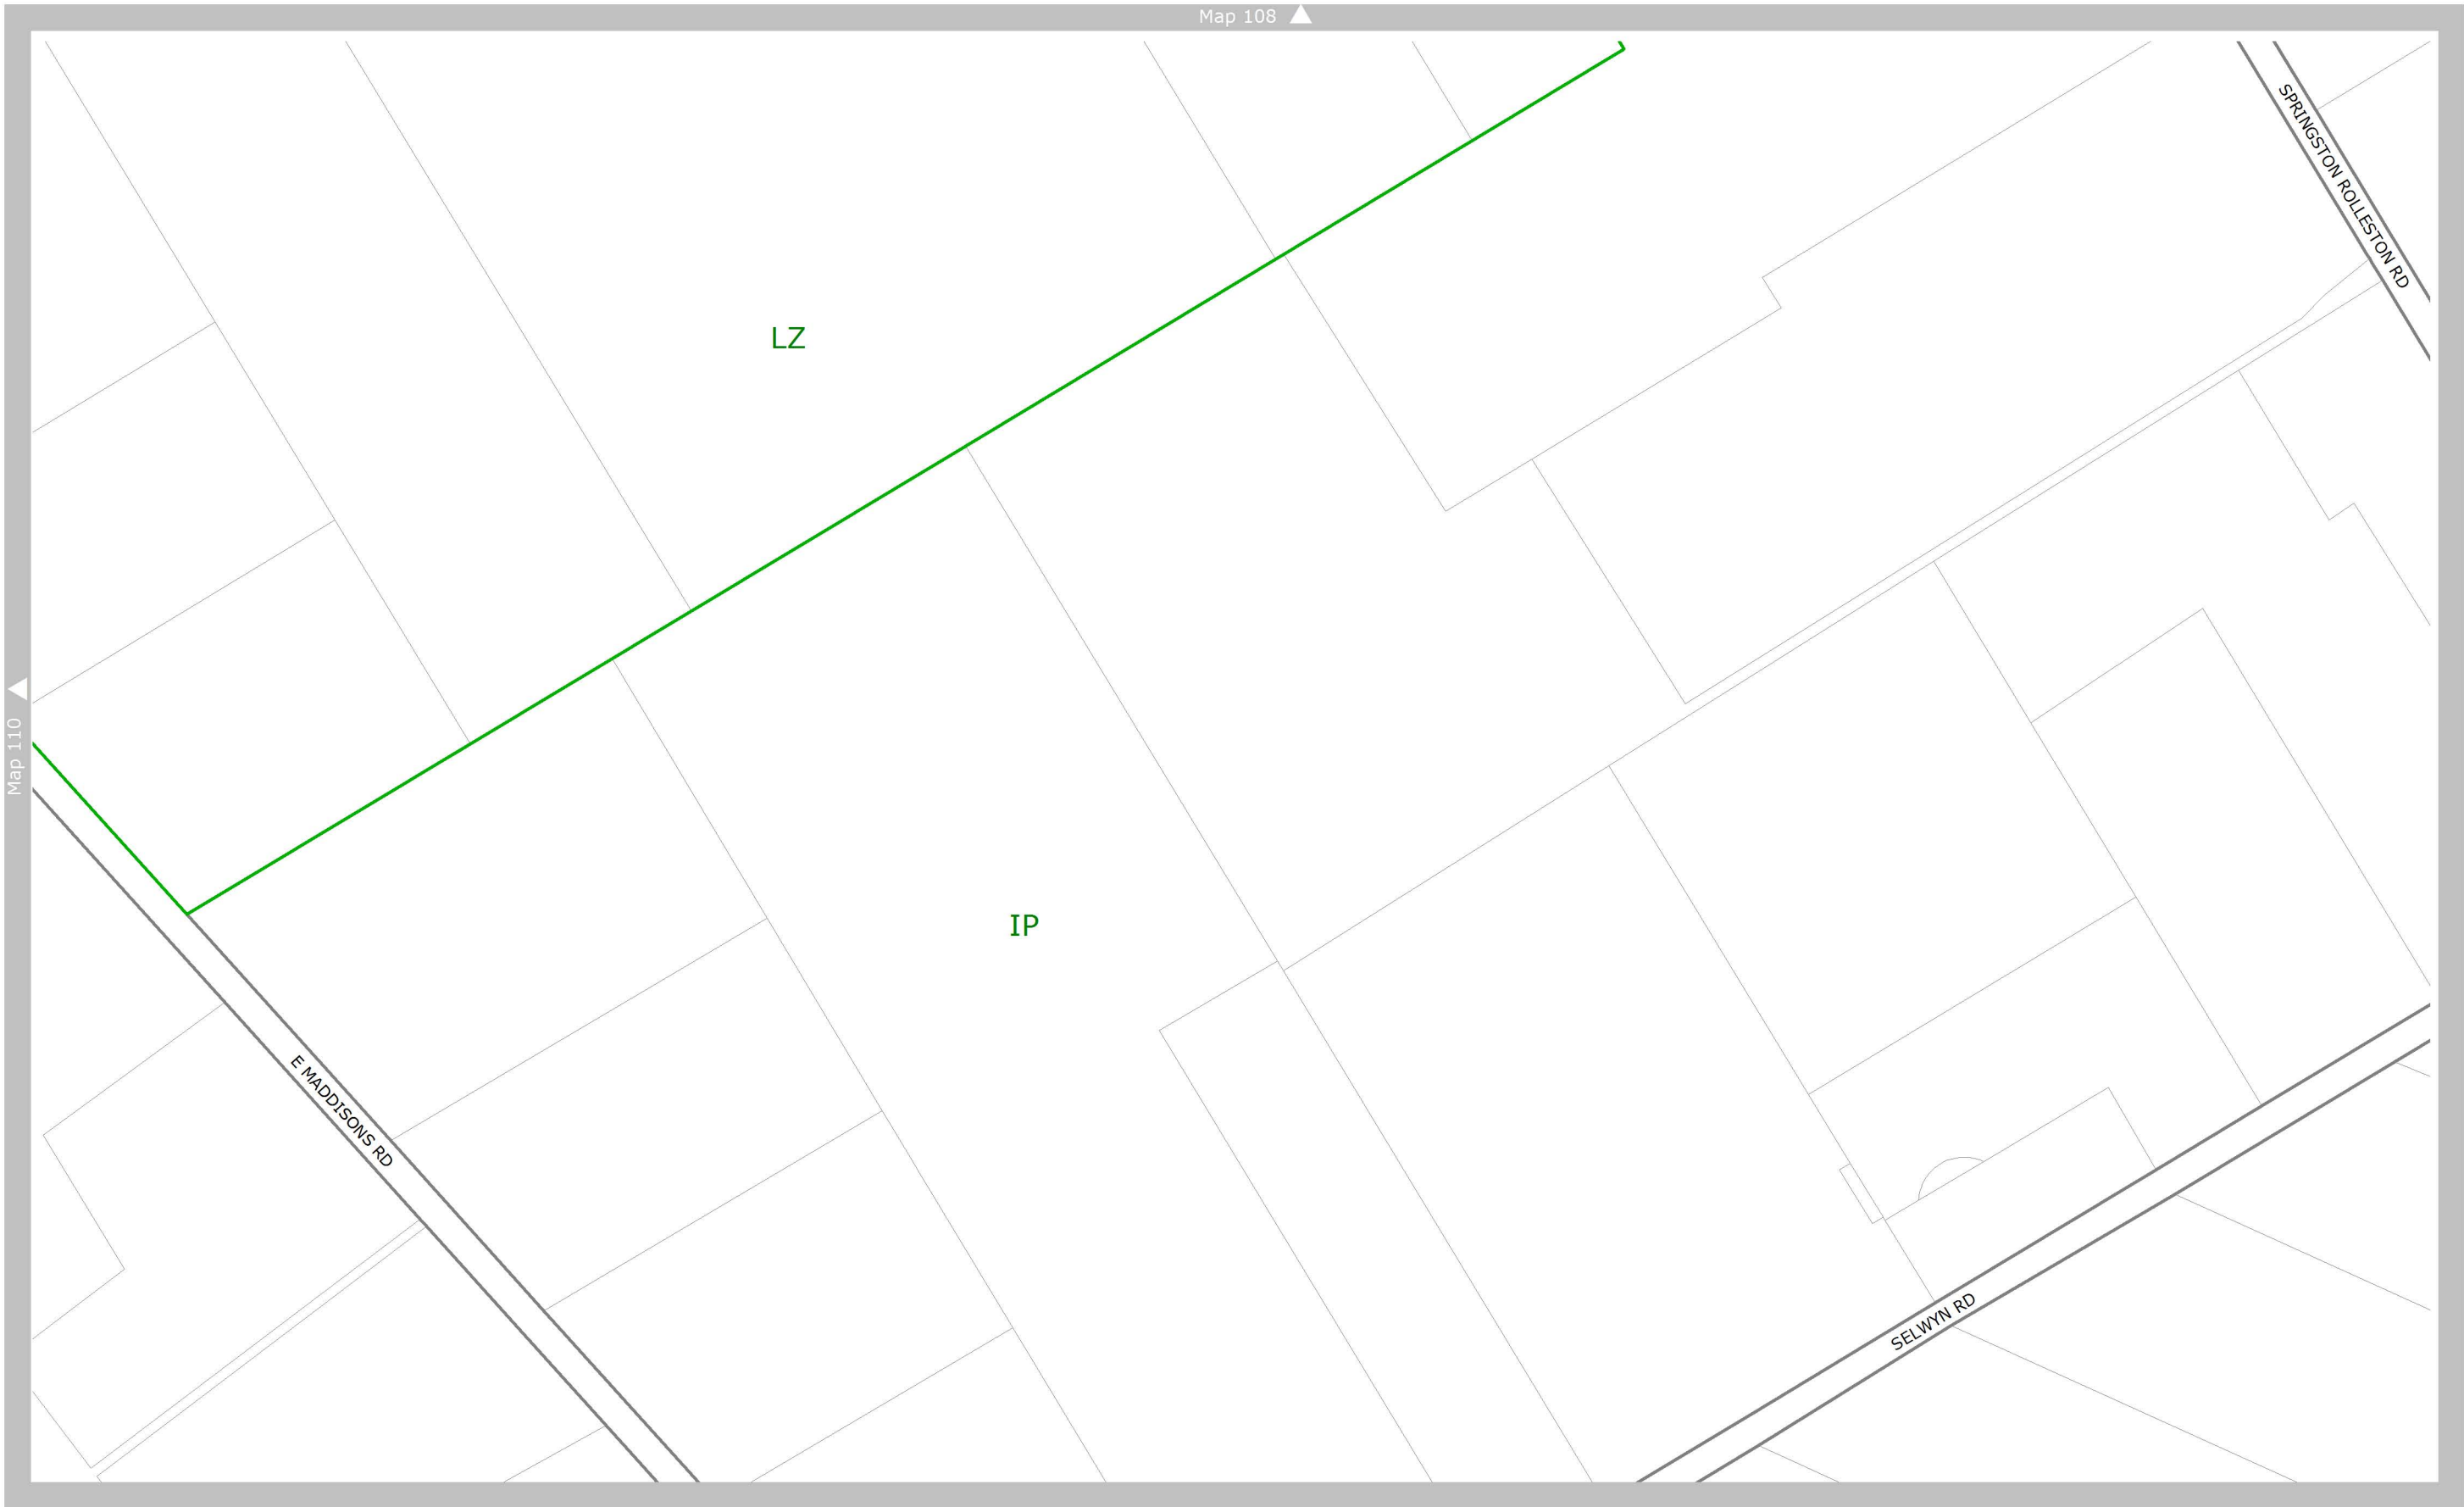 Map 108
SPRINGSTON ROLLESTON RD
LZ
Map 110
IP
E MADDISONS RD
SELWYN RD